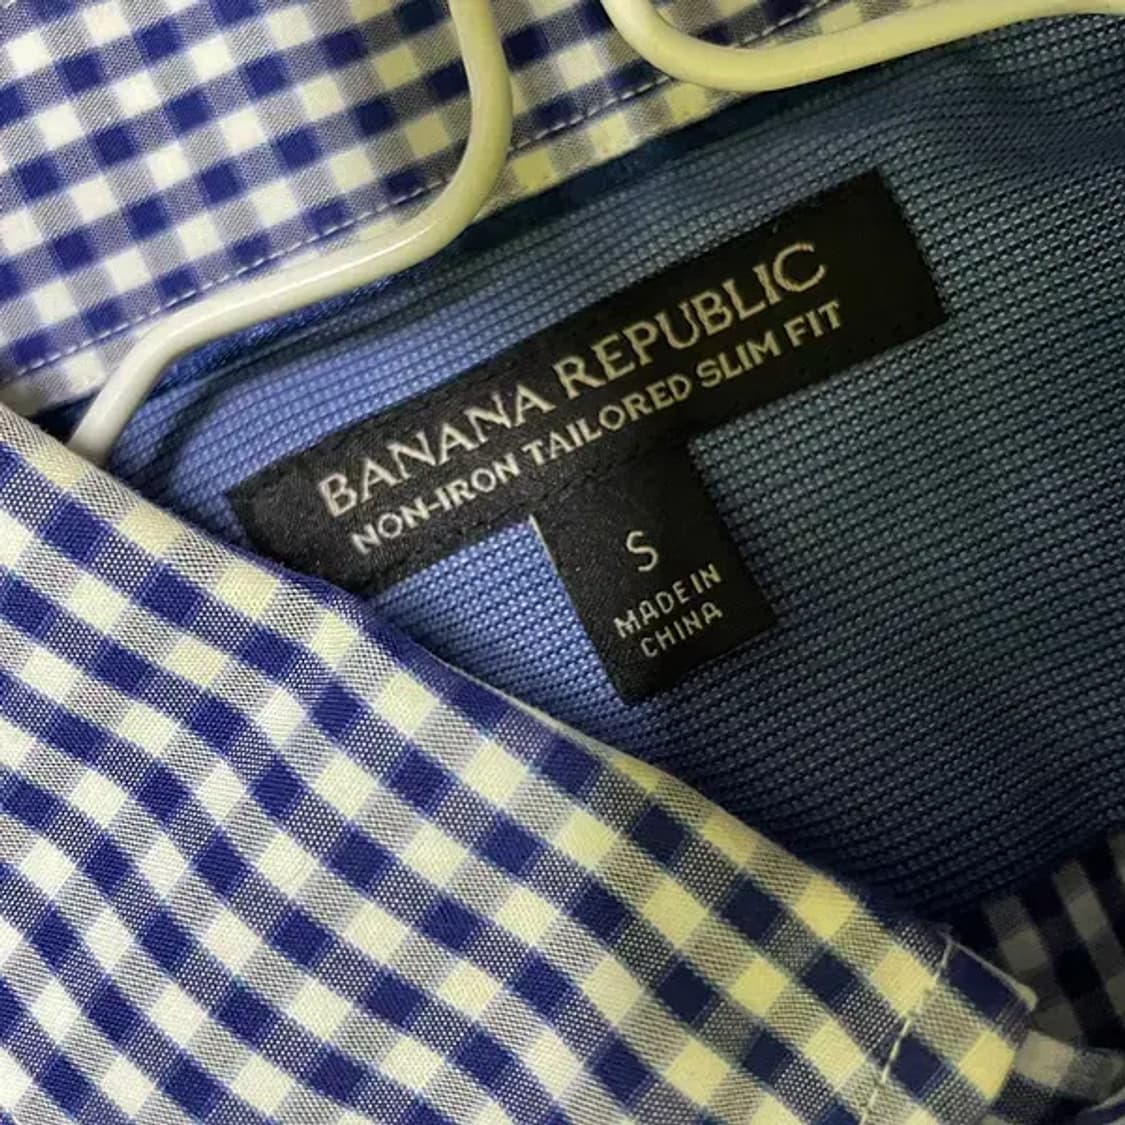 BANANA REPUBLIC
NON-IRON TAILORED SLIM FIT
S
MADE IN
CHINA